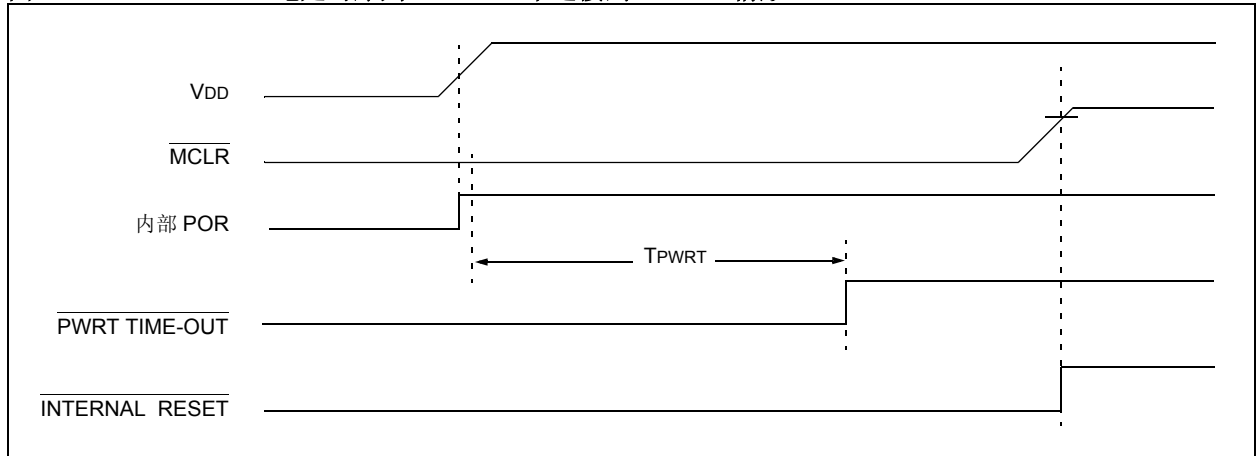 VDD
MCLR
内部 POR
TPWRT
PWRT TIME-OUT
INTERNAL RESET